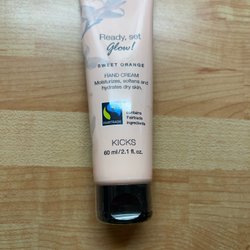 Ready, set
Glow!
SWEET ORANGE
HAND CREAM
Moisturizes, softens and
hydrates dry skin.
FAIRTRADE
contains
Fairtrade
ingredients
KICKS
60 ml/2.1 fl. oz.